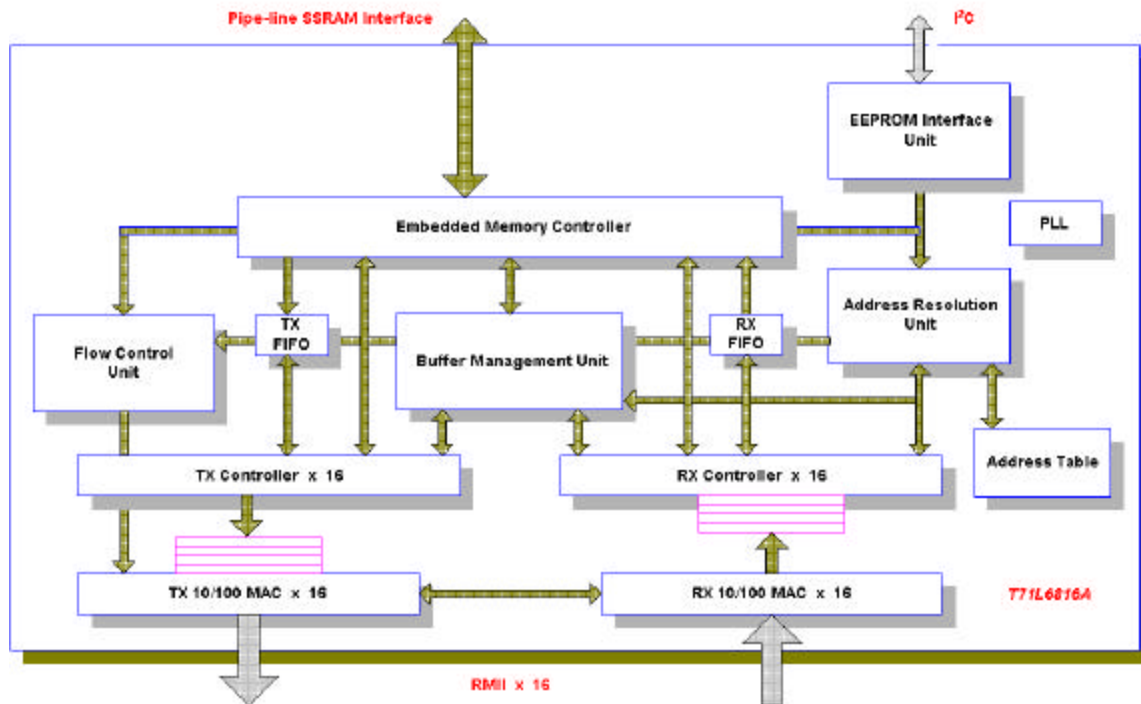 Pipe-line SSRAM Interface
I²C
EEPROM Interface
Unit
Embedded Memory Controller
PLL
Address Resolution
Unit
TX
FIFO
RX
FIFO
Flow Control
Unit
Buffer Management Unit
TX Controller x 16
RX Controller x 16
Address Table
TX 10/100 MAC x 16
RX 10/100 MAC x 16
T71L6816A
RMII x 16